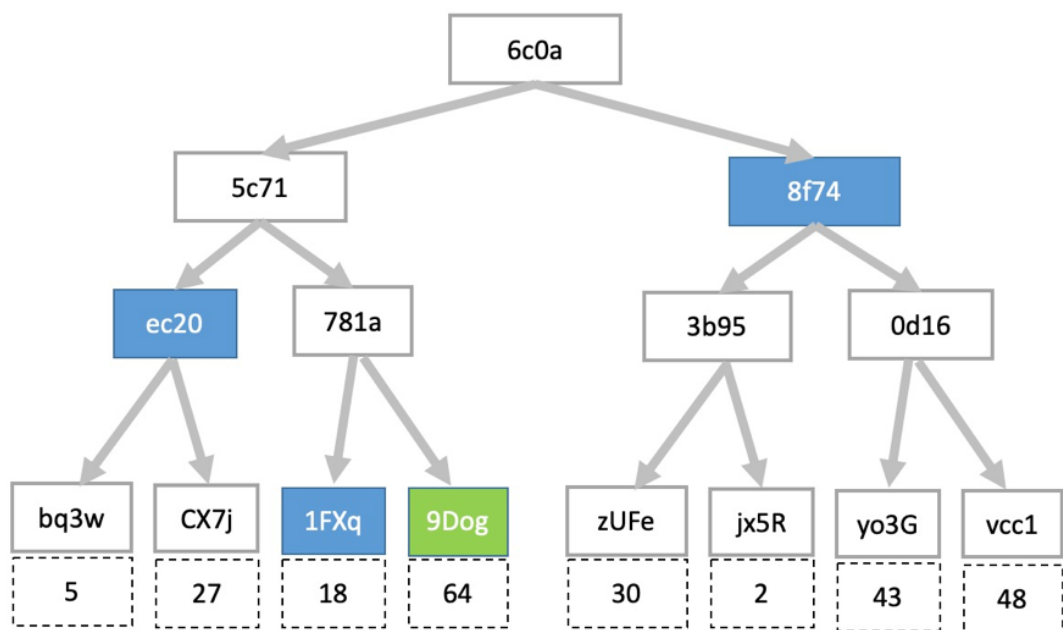 6c0a
5c71 8f74
ec20 781a 3b95 0d16
bq3w CX7j 1FXq 9Dog zUFe jx5R yo3G vcc1
5 27 18 64 30 2 43 48